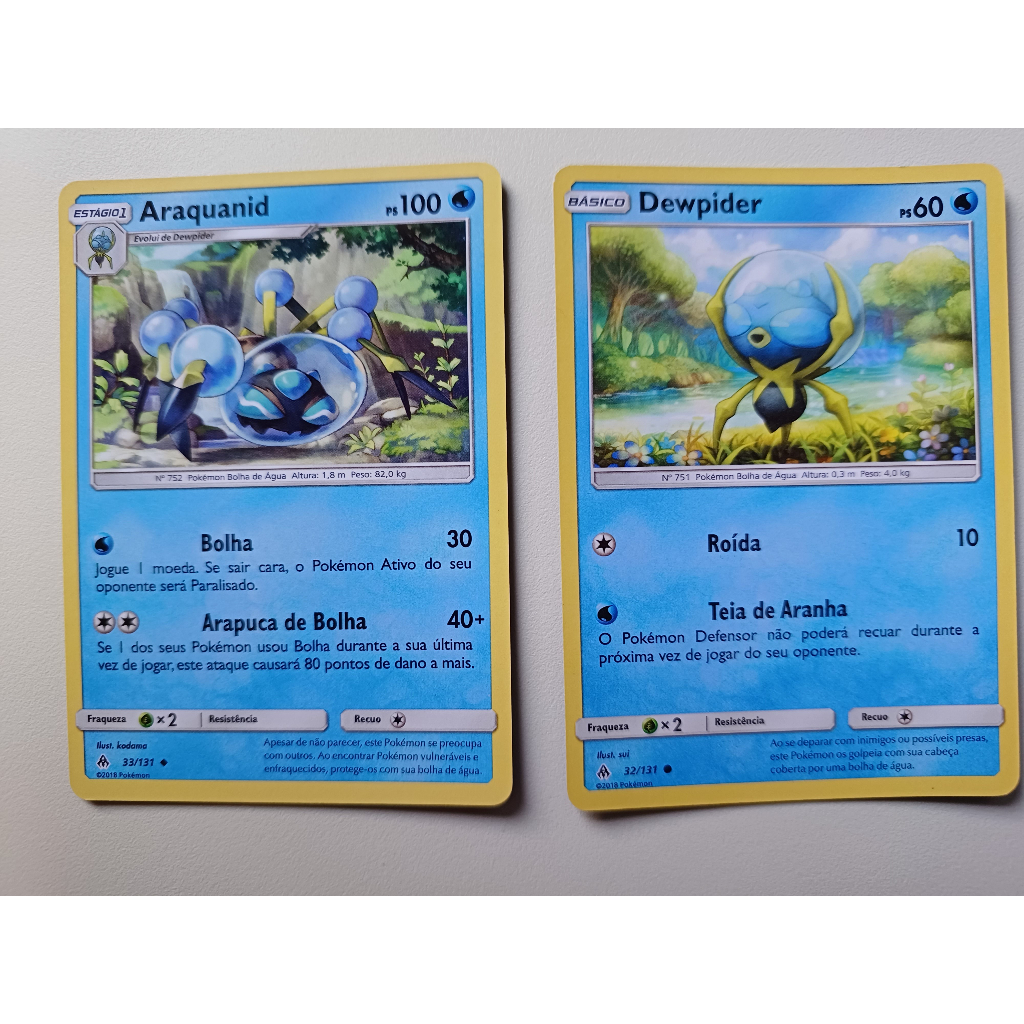 ESTÁGIO 1 Araquanid PS 100
Evolui de Dewpider
Nº 752 Pokémon Bolha de Água Altura: 1,8 m Peso: 82,0 kg
Bolha 30
Jogue 1 moeda. Se sair cara, o Pokémon Ativo do seu
oponente será Paralisado.
Arapuca de Bolha 40+
Se 1 dos seus Pokémon usou Bolha durante a sua última
vez de jogar, este ataque causará 80 pontos de dano a mais.
Fraqueza ×2 Resistência Recuo
Ilust. kodama
Apesar de não parecer, este Pokémon se preocupa
com outros. Ao encontrar Pokémon vulneráveis e
enfraquecidos, protege-os com sua bolha de água.
33/131
©2018 Pokémon
BÁSICO Dewpider PS 60
Nº 751 Pokémon Bolha de Água Altura: 0,3 m Peso: 4,0 kg
Roída 10
Teia de Aranha
O Pokémon Defensor não poderá recuar durante a
próxima vez de jogar do seu oponente.
Fraqueza ×2 Resistência Recuo
Ilust. sui
Ao se deparar com inimigos ou possíveis presas,
este Pokémon os golpeia com sua cabeça
coberta por uma bolha de água.
32/131
©2018 Pokémon